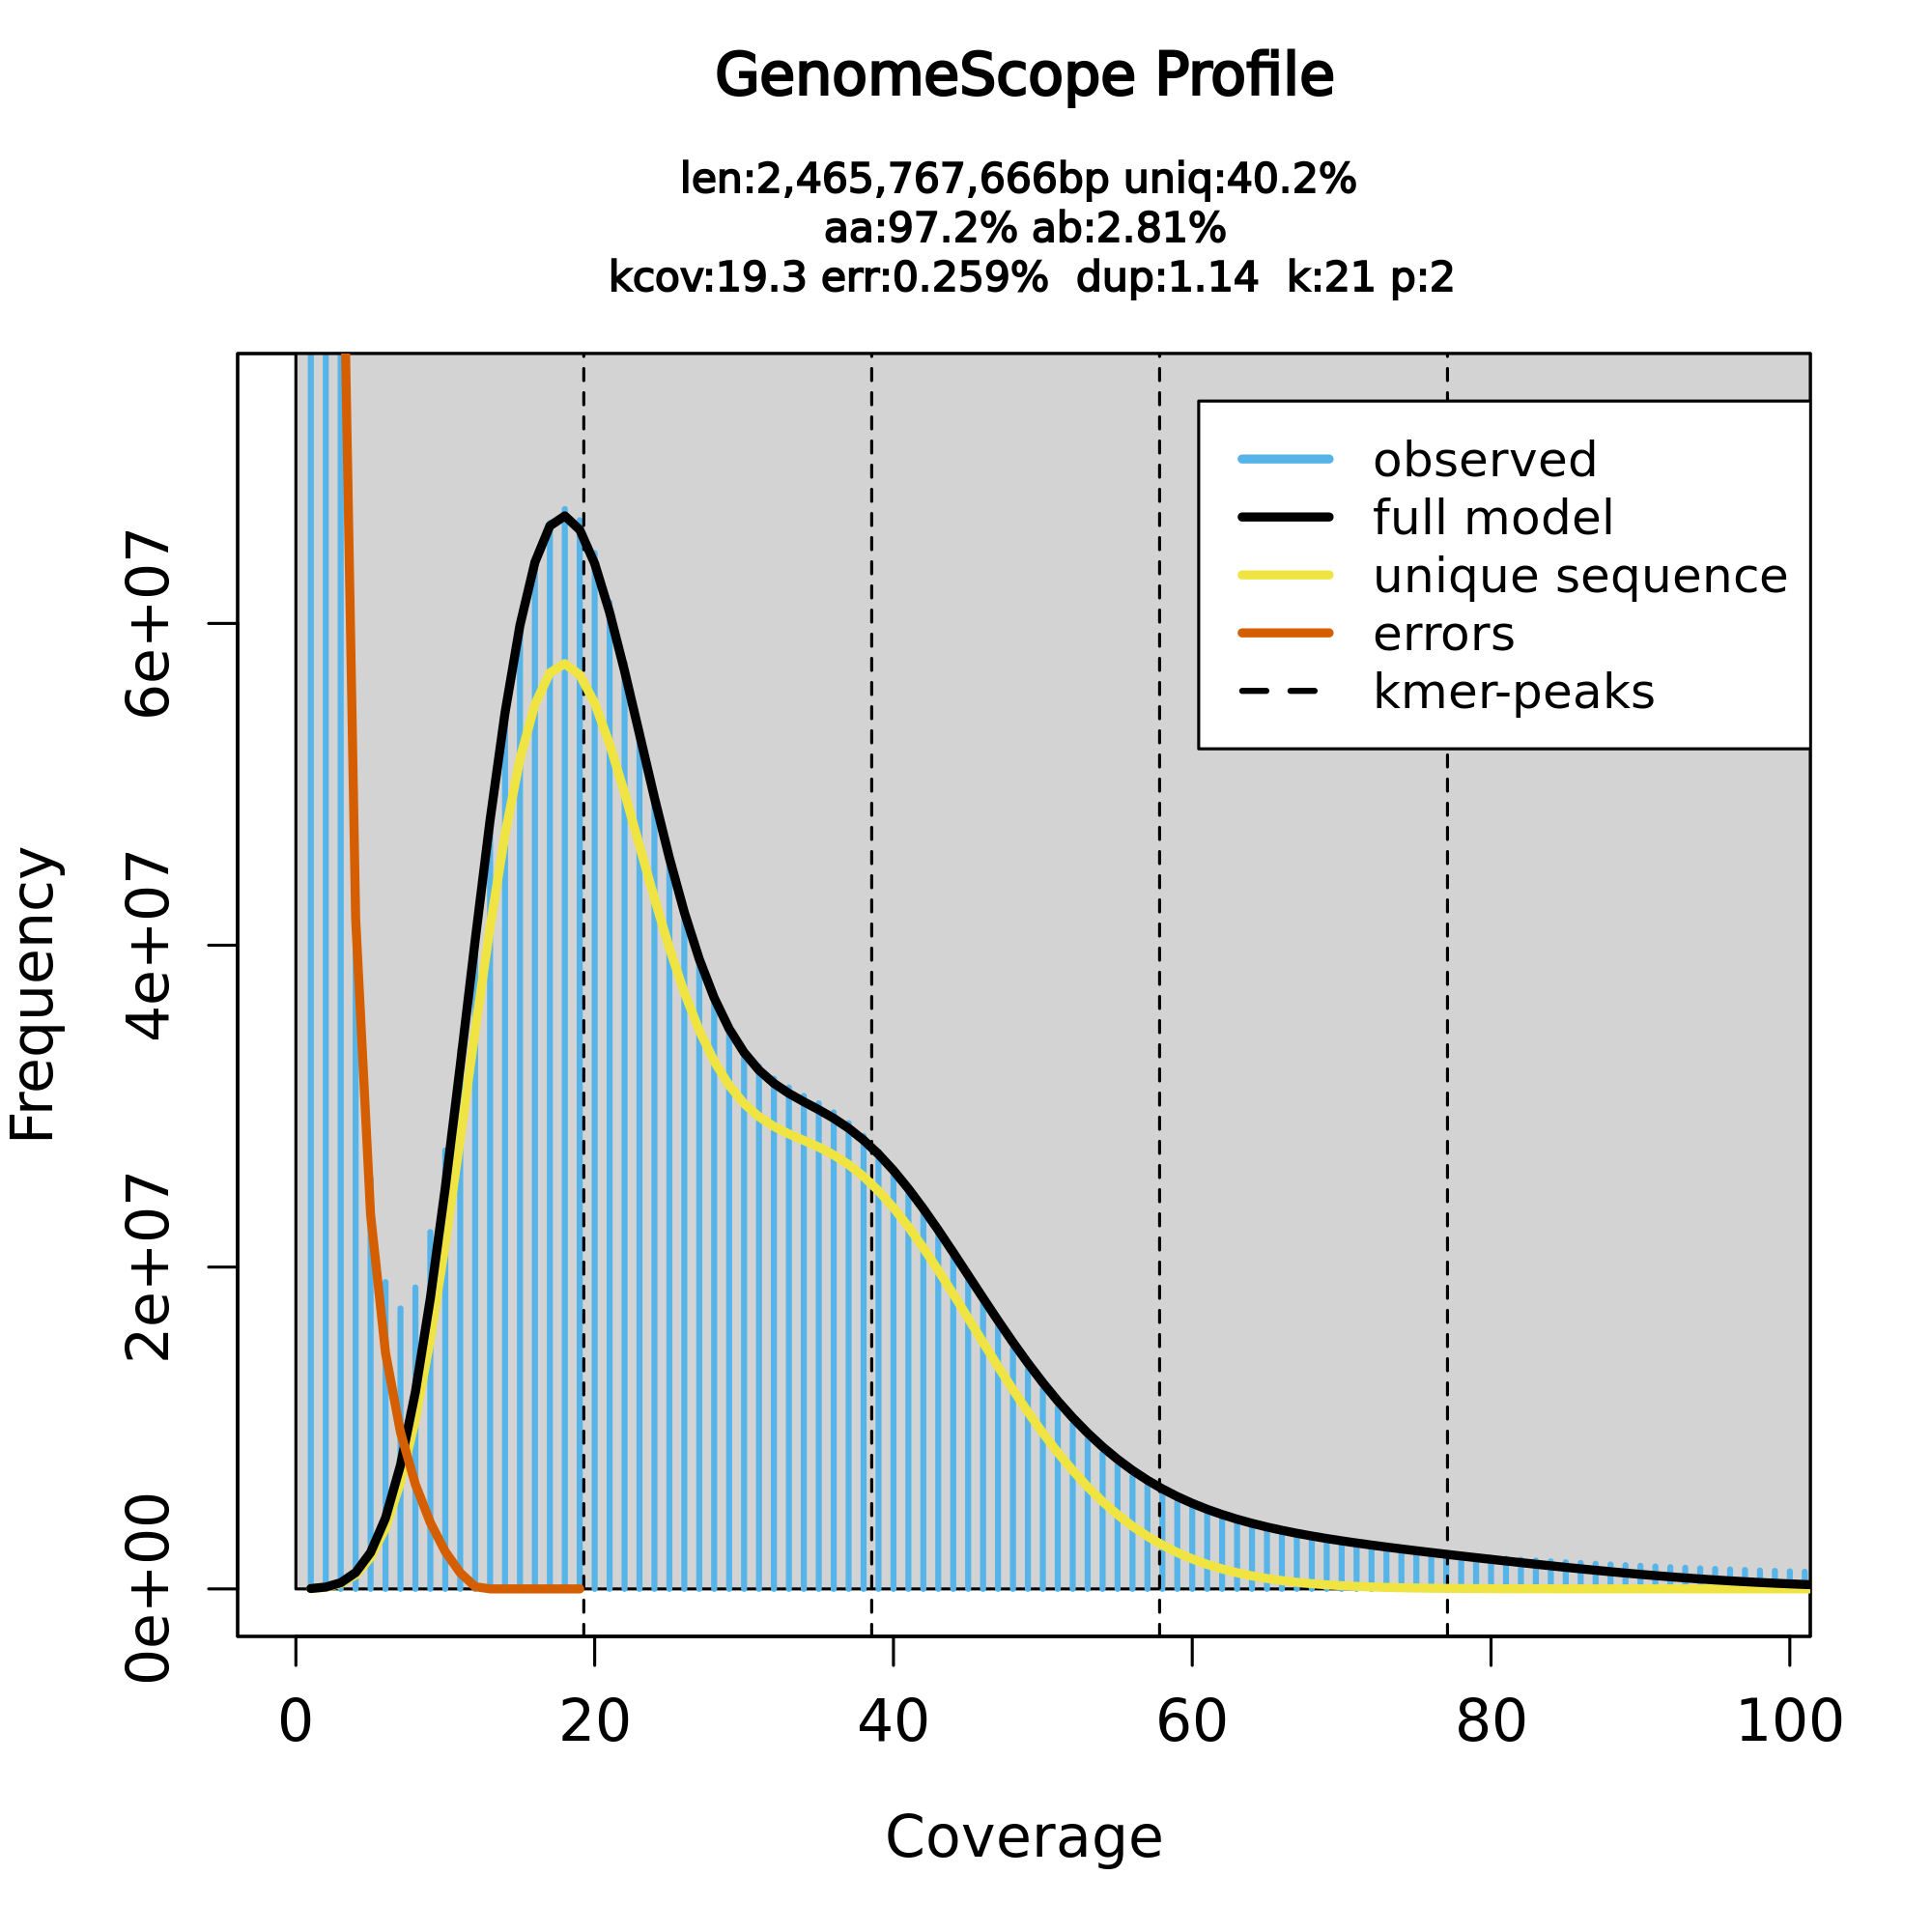 GenomeScope Profile
len:2,465,767,666bp uniq:40.2%
aa:97.2% ab:2.81%
kcov:19.3 err:0.259% dup:1.14 k:21 p:2
observed
full model
unique sequence
errors
kmer-peaks
Frequency
6e+07
4e+07
2e+07
0e+00
0 20 40 60 80 100
Coverage